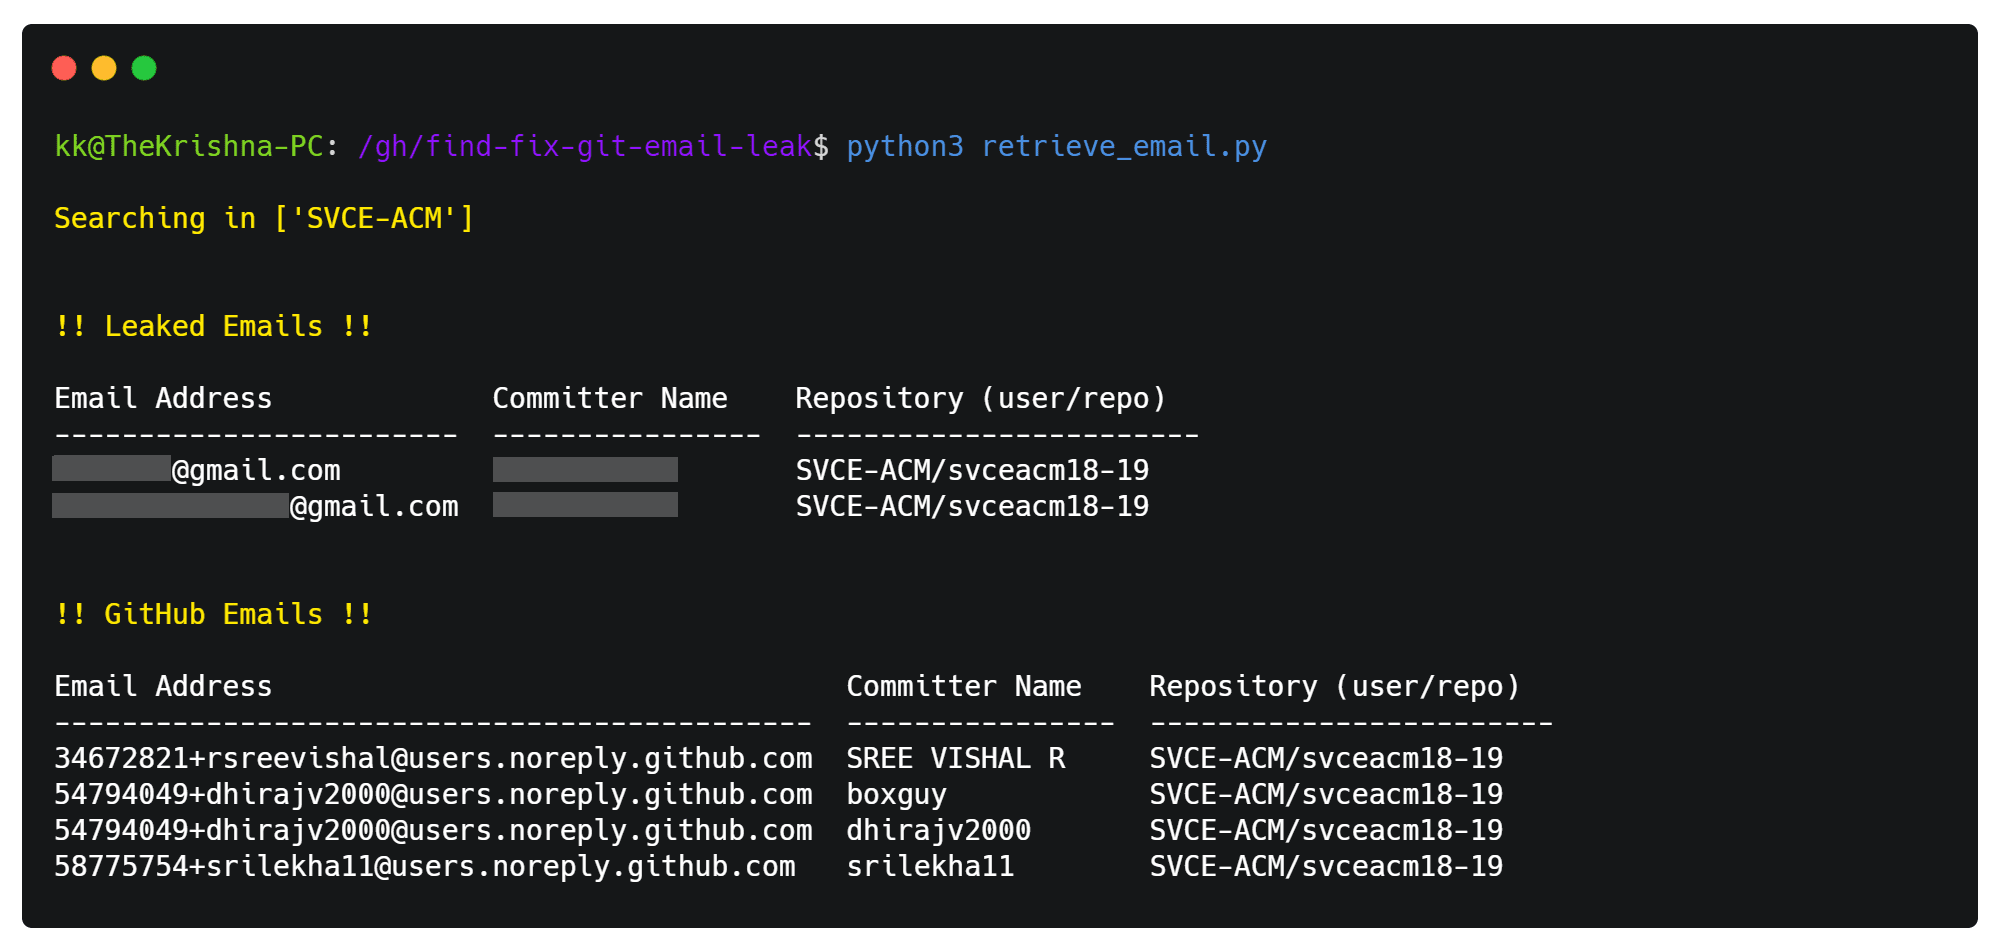 kk@TheKrishna-PC: /gh/find-fix-git-email-leak$ python3 retrieve_email.py
Searching in ['SVCE-ACM']
!! Leaked Emails !!
Email Address Committer Name Repository (user/repo)
------------------------ ---------------- ------------------------
@gmail.com SVCE-ACM/svceacm18-19
@gmail.com SVCE-ACM/svceacm18-19
!! GitHub Emails !!
Email Address Committer Name Repository (user/repo)
--------------------------------------------- ---------------- ------------------------
34672821+rsreevishal@users.noreply.github.com SREE VISHAL R SVCE-ACM/svceacm18-19
54794049+dhirajv2000@users.noreply.github.com boxguy SVCE-ACM/svceacm18-19
54794049+dhirajv2000@users.noreply.github.com dhirajv2000 SVCE-ACM/svceacm18-19
58775754+srilekha11@users.noreply.github.com srilekha11 SVCE-ACM/svceacm18-19